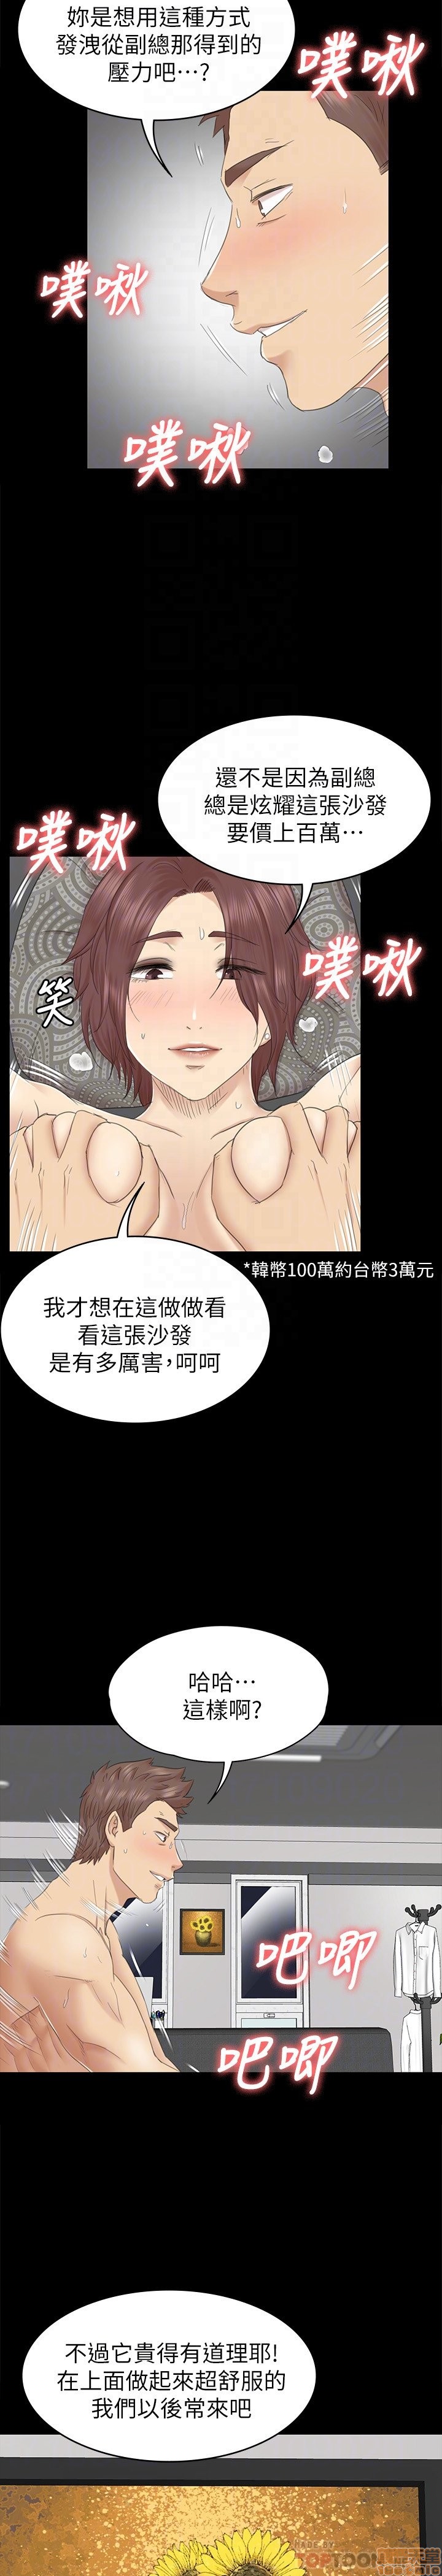 妳是想用這種方式
發洩從副總那得到的
壓力吧…?
噗啾
噗啾
噗啾
還不是因為副總
總是炫耀這張沙發
要價上百萬…
噗啾
噗啾
笑
*韓幣100萬約台幣3萬元
我才想在這做做看
看這張沙發
是有多厲害,呵呵
哈哈…
這樣啊?
吧唧
吧唧
不過它貴得有道理耶!
在上面做起來超舒服的
我們以後常來吧
MADE BY
TOPTOON